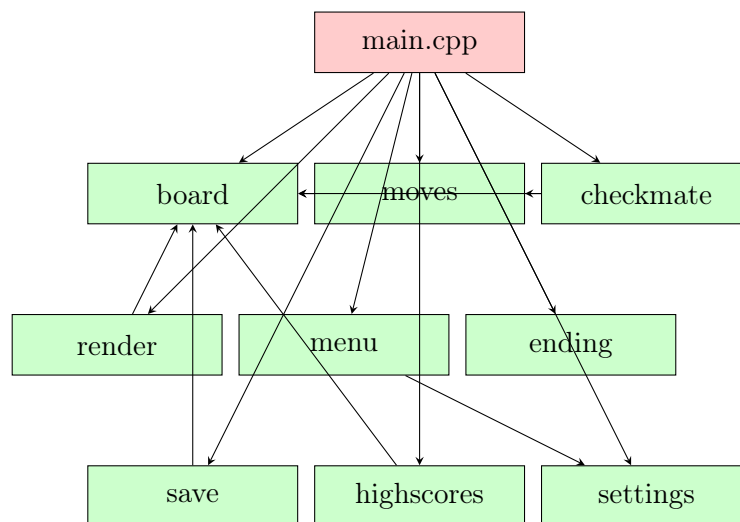 main.cpp
board
moves
checkmate
render
menu
ending
save
highscores
settings